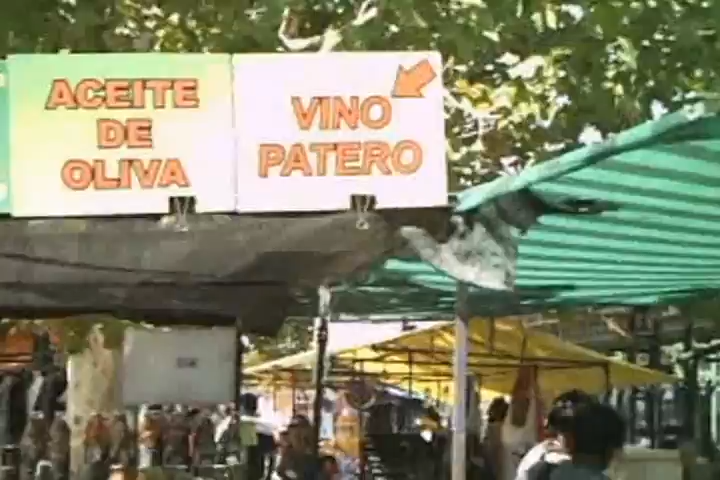 ACEITE
DE
OLIVA
VINO
PATERO